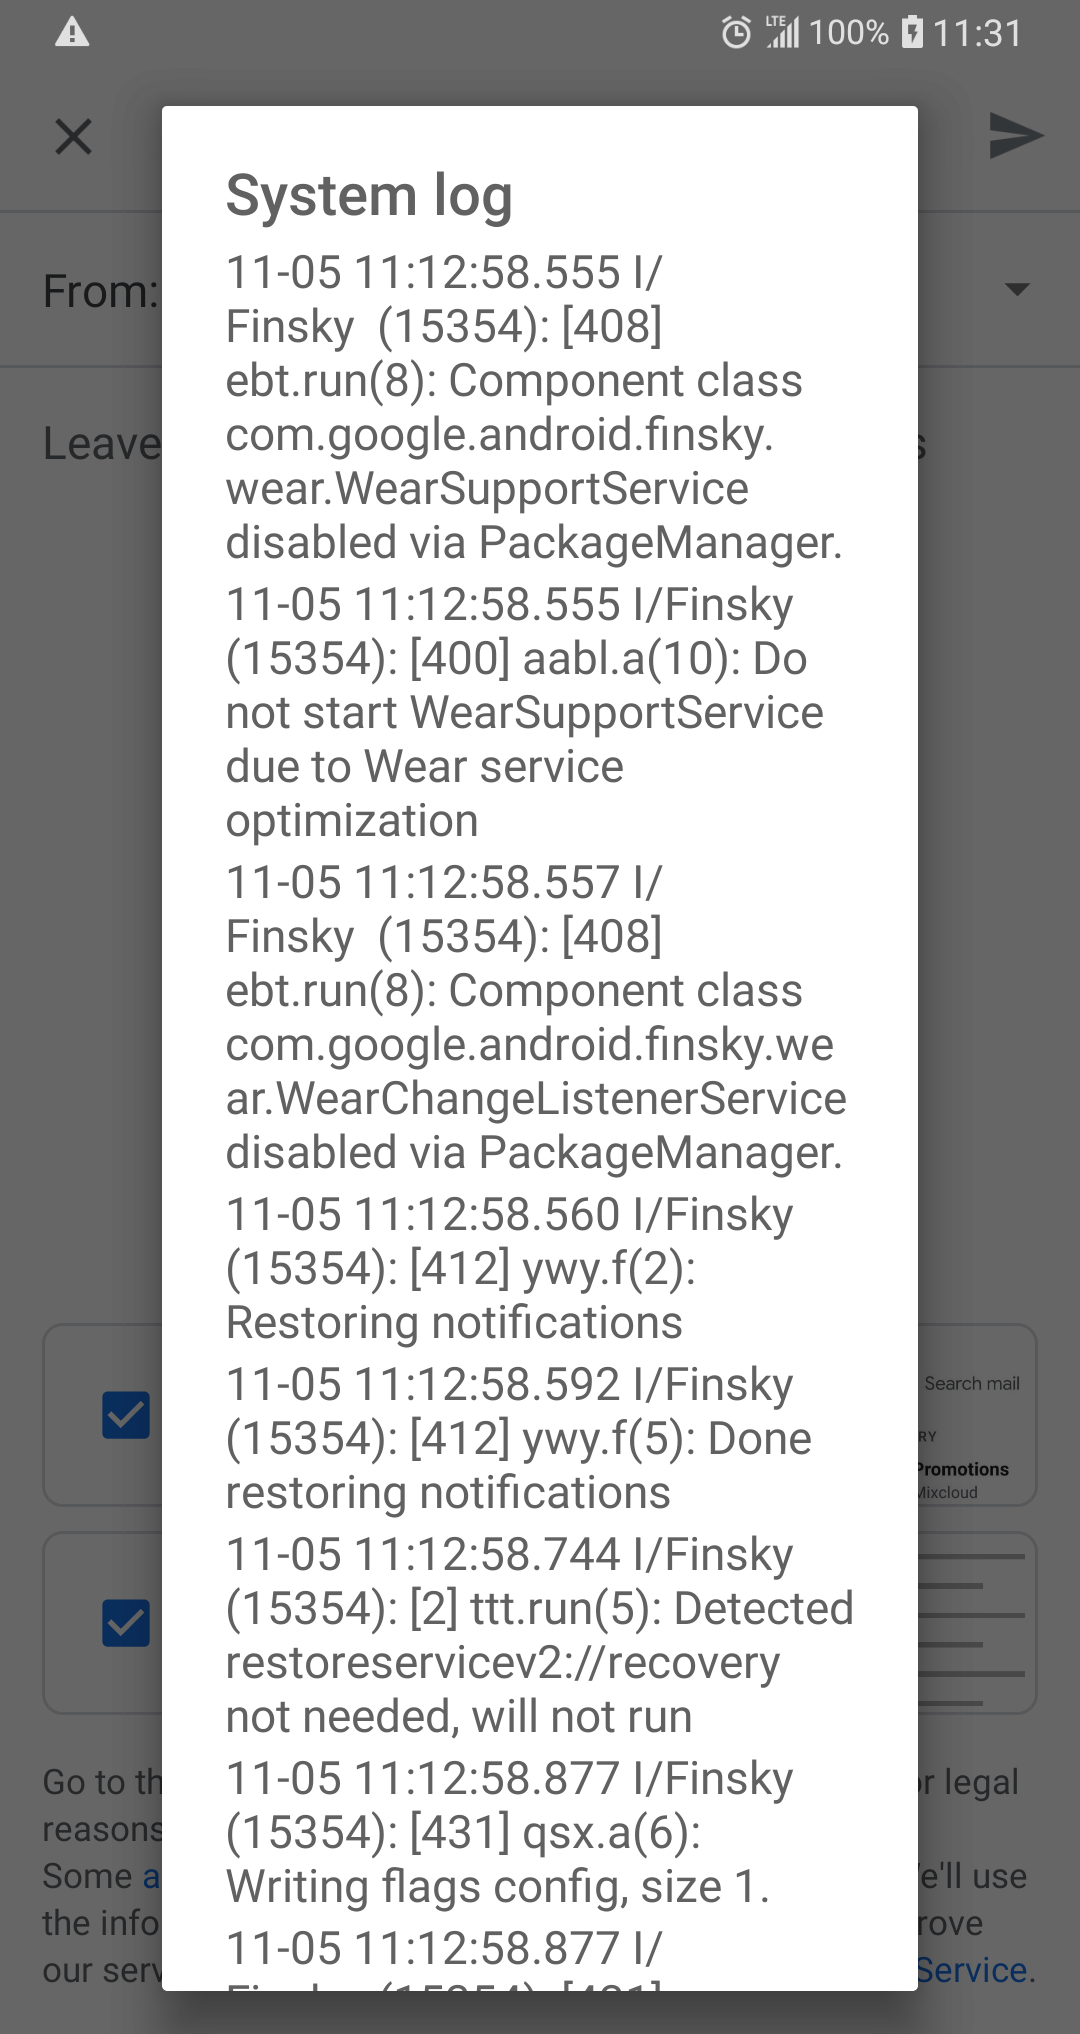 LTE 100% 11:31
System log
11-05 11:12:58.555 I/
Finsky  (15354): [408]
ebt.run(8): Component class
com.google.android.finsky.
wear.WearSupportService
disabled via PackageManager.
11-05 11:12:58.555 I/Finsky
(15354): [400] aabl.a(10): Do
not start WearSupportService
due to Wear service
optimization
11-05 11:12:58.557 I/
Finsky  (15354): [408]
ebt.run(8): Component class
com.google.android.finsky.we
ar.WearChangeListenerService
disabled via PackageManager.
11-05 11:12:58.560 I/Finsky
(15354): [412] ywy.f(2):
Restoring notifications
11-05 11:12:58.592 I/Finsky
(15354): [412] ywy.f(5): Done
restoring notifications
11-05 11:12:58.744 I/Finsky
(15354): [2] ttt.run(5): Detected
restoreservicev2://recovery
not needed, will not run
11-05 11:12:58.877 I/Finsky
(15354): [431] qsx.a(6):
Writing flags config, size 1.
11-05 11:12:58.877 I/
From:
Leave
Search mail
RY
Promotions
Mixcloud
Go to th
or legal
reasons
Some a
We'll use
the info
rove
our serv
Service.